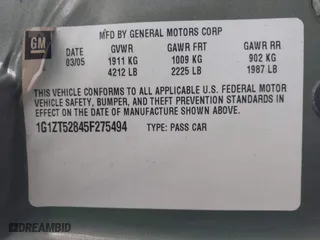 GM
MFD BY GENERAL MOTORS CORP
DATE GVWR GAWR FRT GAWR RR
03/05 1911 KG 1009 KG 902 KG
4212 LB 2225 LB 1987 LB
THIS VEHICLE CONFORMS TO ALL APPLICABLE U.S. FEDERAL MOTOR
VEHICLE SAFETY, BUMPER, AND THEFT PREVENTION STANDARDS IN
EFFECT ON THE DATE OF MANUFACTURE SHOWN ABOVE.
1G1ZT52845F275494 TYPE: PASS CAR
DREAMBID